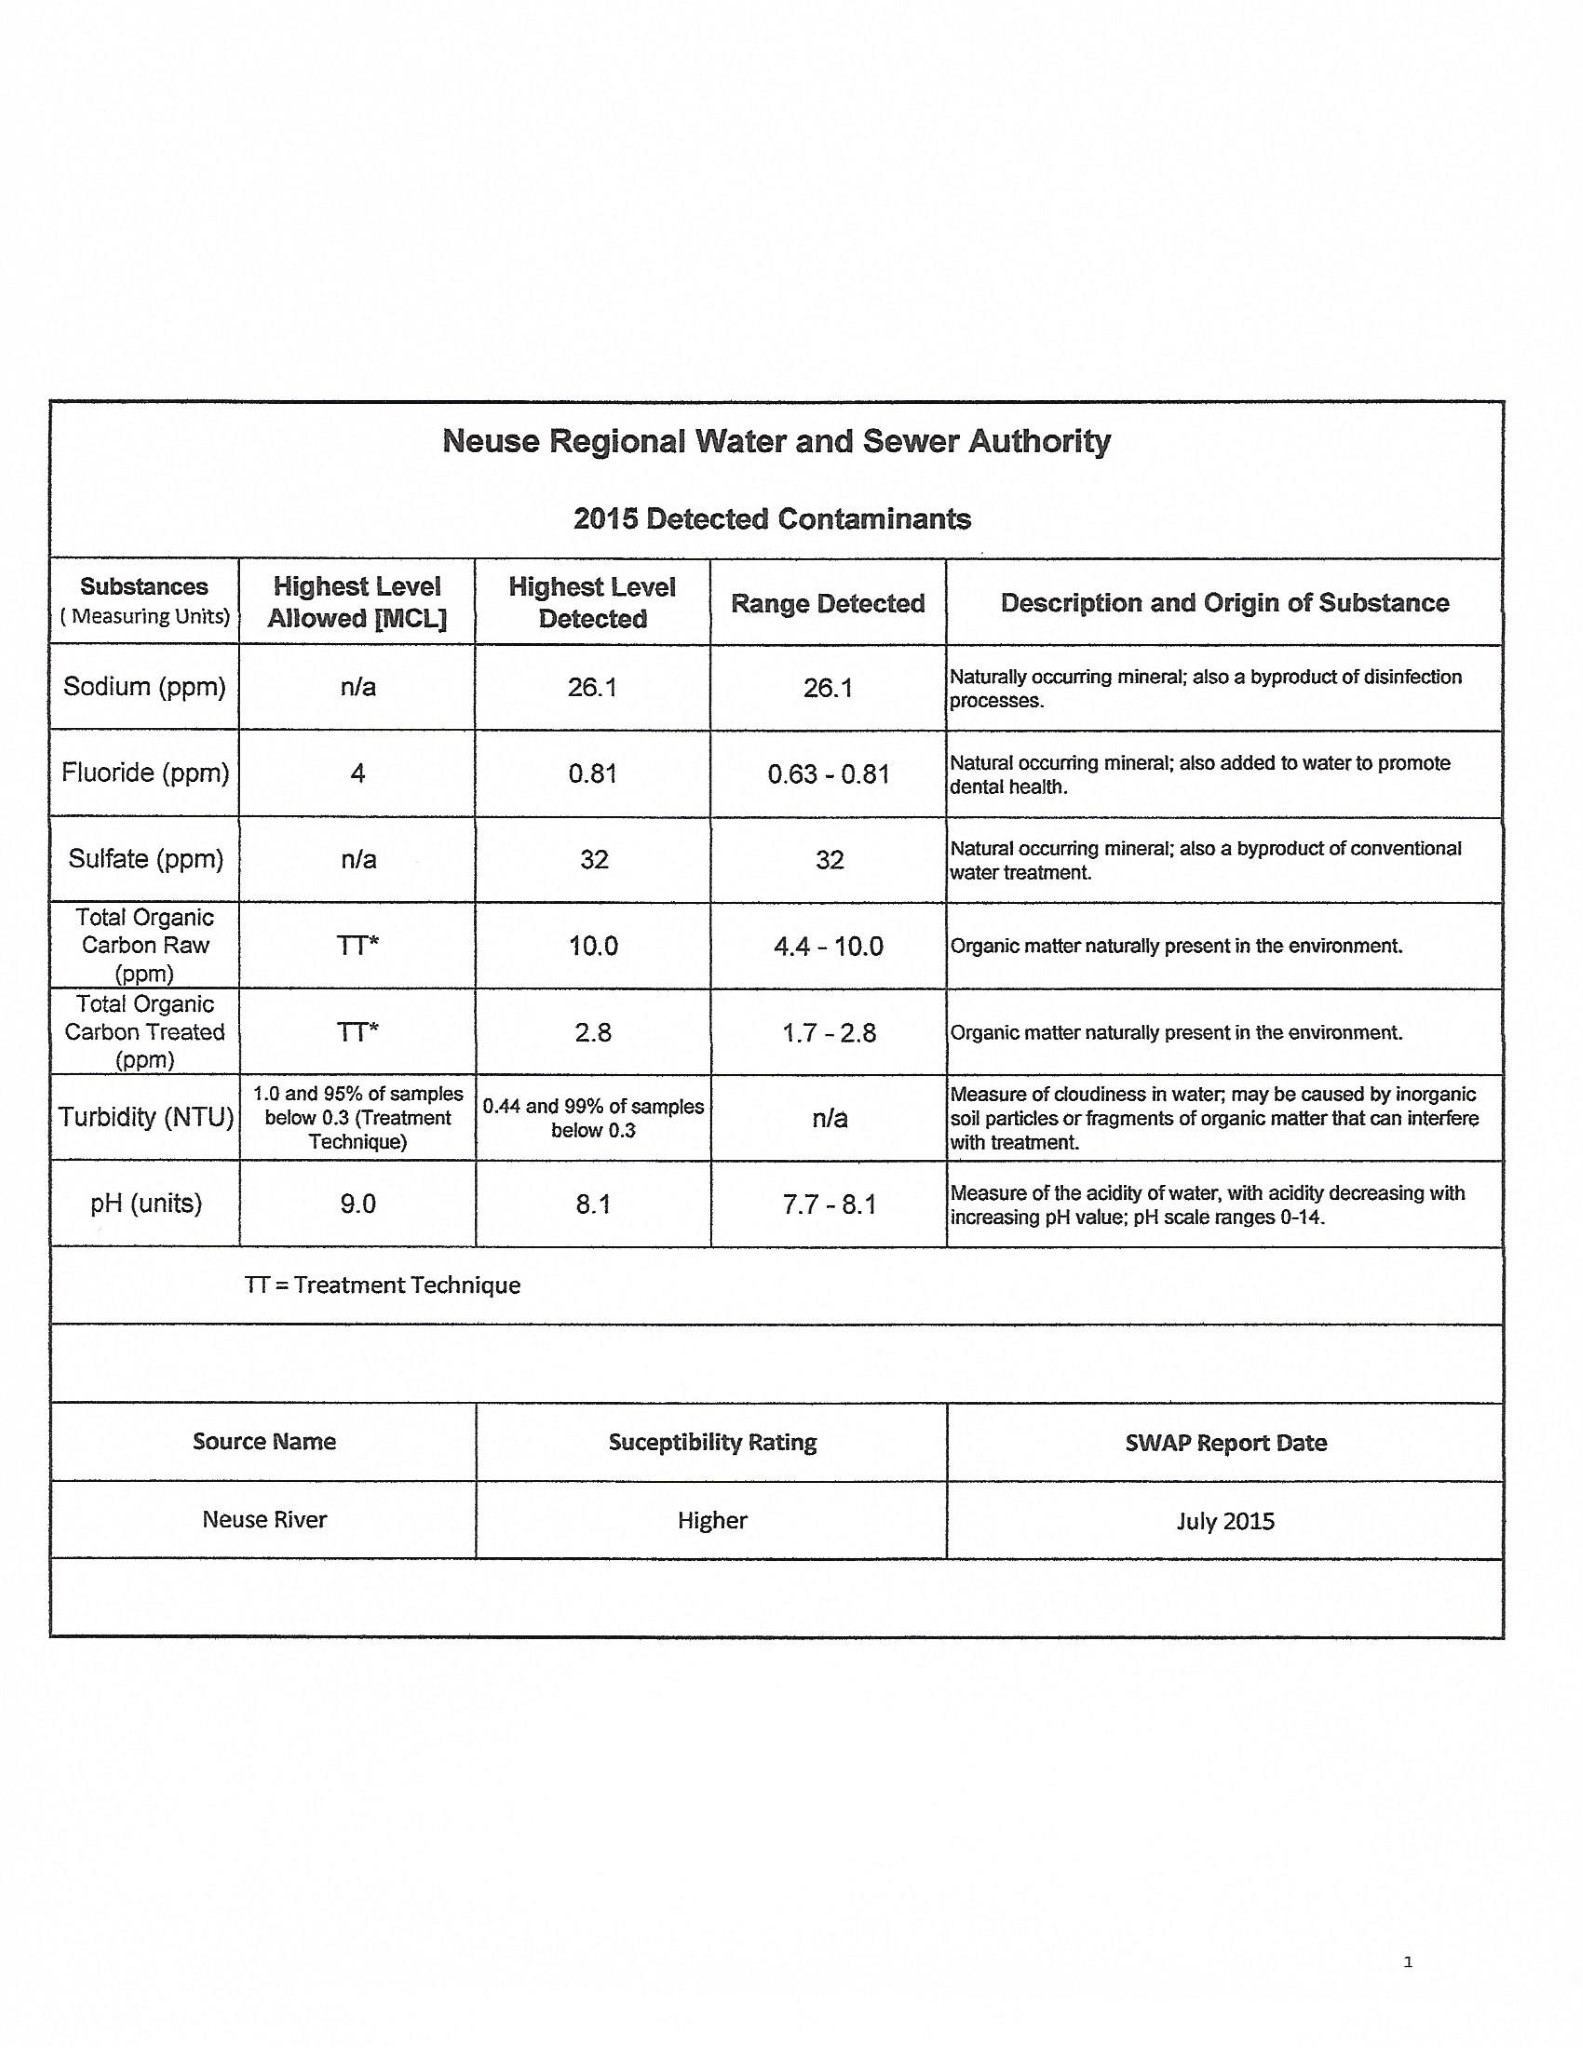 Neuse Regional Water and Sewer Authority
2015 Detected Contaminants
Substances
( Measuring Units)
Highest Level
Allowed [MCL]
Highest Level
Detected
Range Detected
Description and Origin of Substance
Sodium (ppm)
n/a
26.1
26.1
Naturally occurring mineral; also a byproduct of disinfection
processes.
Fluoride (ppm)
4
0.81
0.63 - 0.81
Natural occurring mineral; also added to water to promote
dental health.
Sulfate (ppm)
n/a
32
32
Natural occurring mineral; also a byproduct of conventional
water treatment.
Total Organic
Carbon Raw
(ppm)
TT*
10.0
4.4 - 10.0
Organic matter naturally present in the environment.
Total Organic
Carbon Treated
(ppm)
TT*
2.8
1.7 - 2.8
Organic matter naturally present in the environment.
Turbidity (NTU)
1.0 and 95% of samples
below 0.3 (Treatment
Technique)
0.44 and 99% of samples
below 0.3
n/a
Measure of cloudiness in water; may be caused by inorganic
soil particles or fragments of organic matter that can interfere
with treatment.
pH (units)
9.0
8.1
7.7 - 8.1
Measure of the acidity of water, with acidity decreasing with
increasing pH value; pH scale ranges 0-14.
TT = Treatment Technique
Source Name
Suceptibility Rating
SWAP Report Date
Neuse River
Higher
July 2015
1